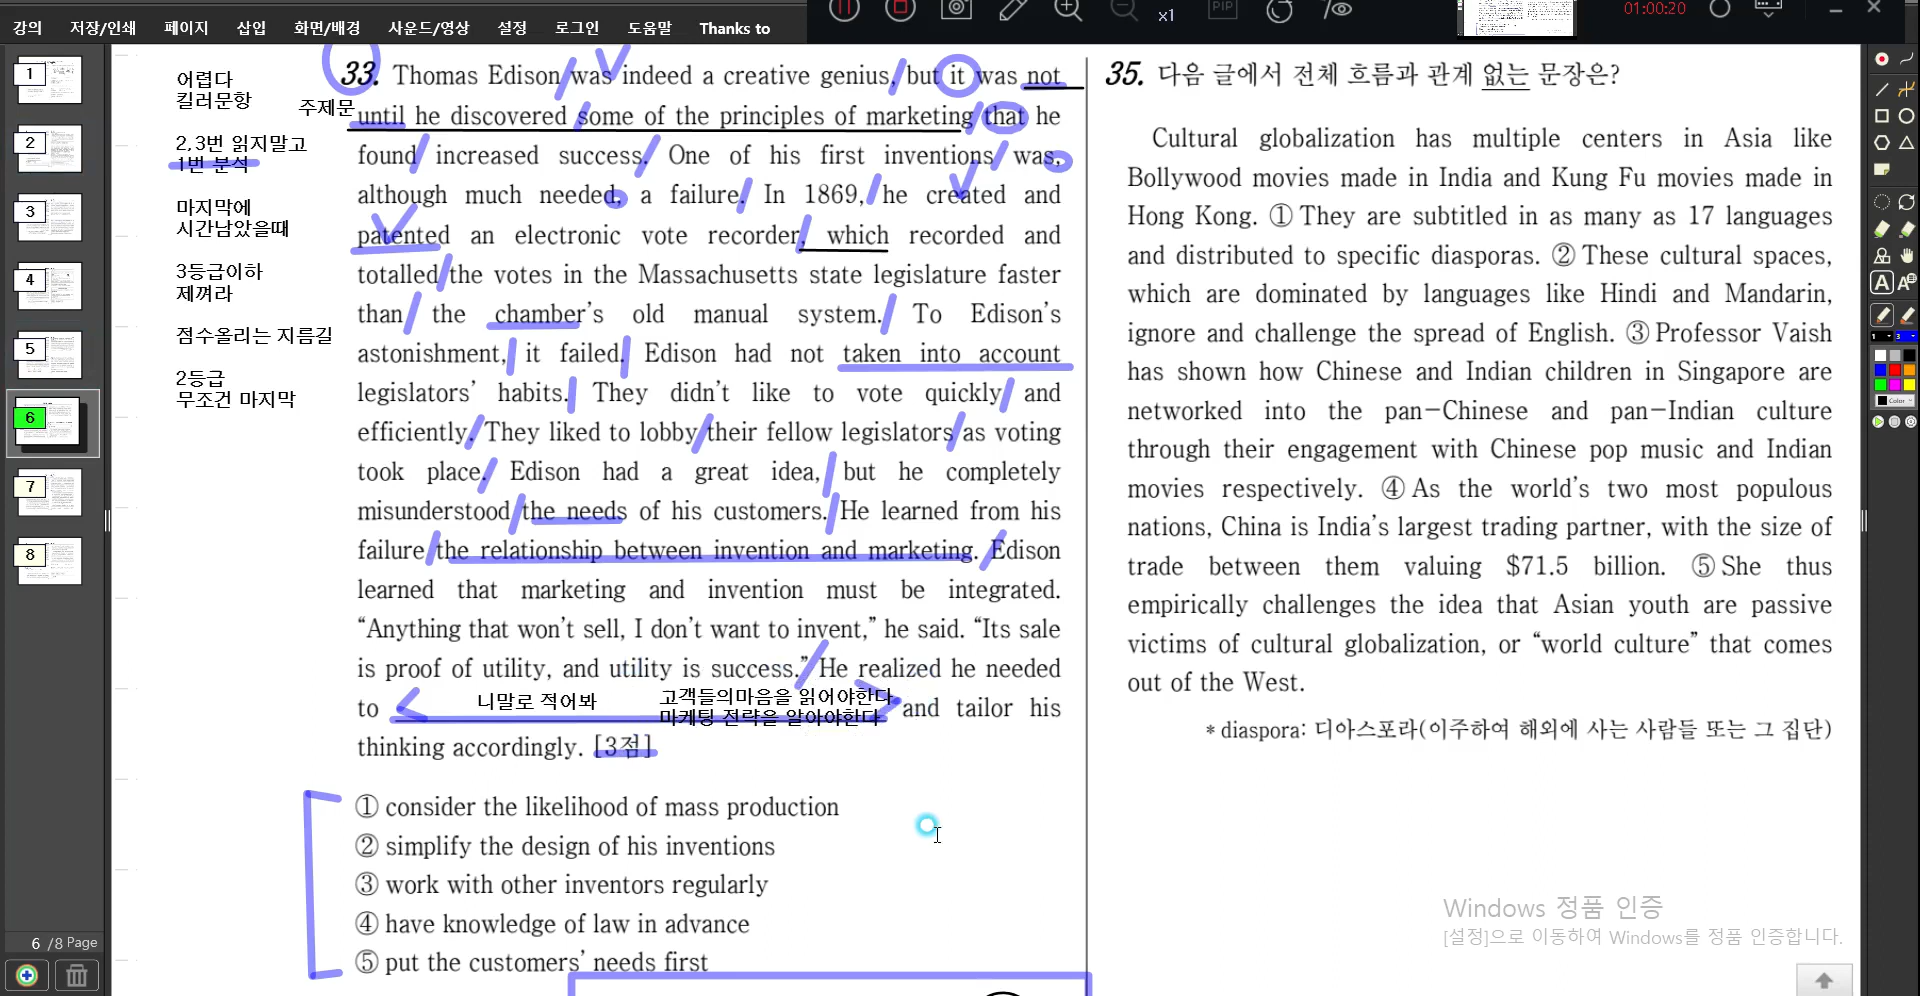 강의 저장/인쇄 페이지 삽입 화면/배경 사운드/영상 설정 로그인 도움말 Thanks to
x1
PIP
01:00:20
1
2
3
4
5
6
7
8
6 /8 Page
어렵다
킬러문항
주제문
2,3번 읽지말고
1번 분석
마지막에
시간남았을때
3등급이하
제껴라
점수올리는 지름길
2등급
무조건 마지막
33. Thomas Edison was indeed a creative genius, but it was not
until he discovered some of the principles of marketing that he
found increased success. One of his first inventions was,
although much needed, a failure. In 1869, he created and
patented an electronic vote recorder, which recorded and
totalled the votes in the Massachusetts state legislature faster
than the chamber's old manual system. To Edison's
astonishment, it failed. Edison had not taken into account
legislators' habits. They didn't like to vote quickly and
efficiently. They liked to lobby their fellow legislators as voting
took place. Edison had a great idea, but he completely
misunderstood the needs of his customers. He learned from his
failure the relationship between invention and marketing. Edison
learned that marketing and invention must be integrated.
“Anything that won't sell, I don't want to invent,” he said. “Its sale
is proof of utility, and utility is success.” He realized he needed
to 니말로 적어봐 고객들의마음을 읽어야한다
마케팅 전략을 알아야한다 and tailor his
thinking accordingly. [3점]
① consider the likelihood of mass production
② simplify the design of his inventions
③ work with other inventors regularly
④ have knowledge of law in advance
⑤ put the customers' needs first
35. 다음 글에서 전체 흐름과 관계 없는 문장은?
Cultural globalization has multiple centers in Asia like
Bollywood movies made in India and Kung Fu movies made in
Hong Kong. ① They are subtitled in as many as 17 languages
and distributed to specific diasporas. ② These cultural spaces,
which are dominated by languages like Hindi and Mandarin,
ignore and challenge the spread of English. ③ Professor Vaish
has shown how Chinese and Indian children in Singapore are
networked into the pan-Chinese and pan-Indian culture
through their engagement with Chinese pop music and Indian
movies respectively. ④ As the world's two most populous
nations, China is India's largest trading partner, with the size of
trade between them valuing $71.5 billion. ⑤ She thus
empirically challenges the idea that Asian youth are passive
victims of cultural globalization, or “world culture” that comes
out of the West.
* diaspora: 디아스포라(이주하여 해외에 사는 사람들 또는 그 집단)
Windows 정품 인증
[설정]으로 이동하여 Windows를 정품 인증합니다.
A A
1 3
Color